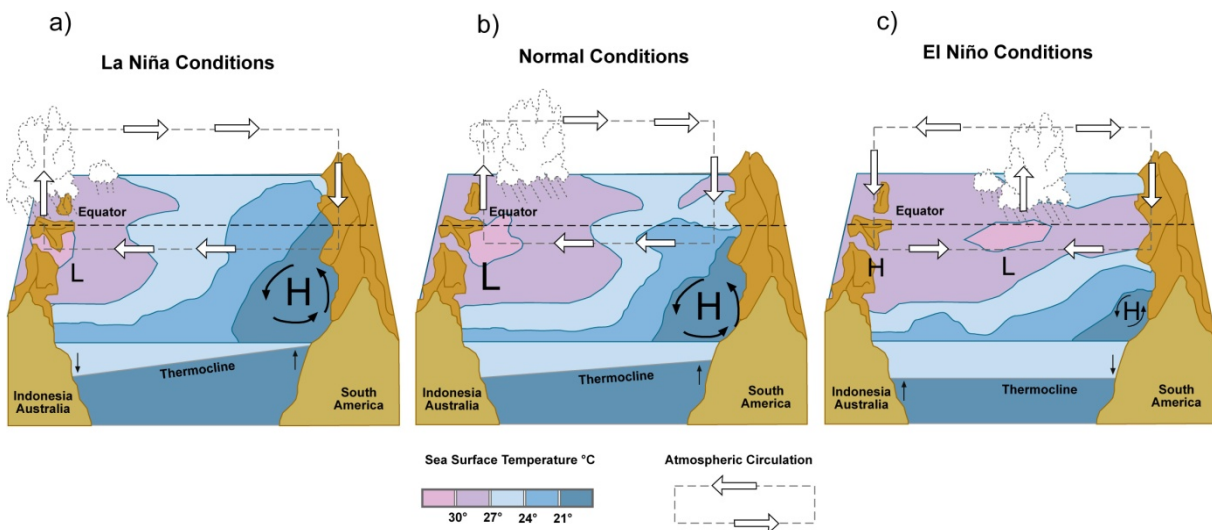 a)
La Niña Conditions
Equator
L
H
Thermocline
Indonesia
Australia
South
America
b)
Normal Conditions
Equator
L
H
Thermocline
Indonesia
Australia
South
America
c)
El Niño Conditions
Equator
H
L
H
Thermocline
Indonesia
Australia
South
America
Sea Surface Temperature °C
30° 27° 24° 21°
Atmospheric Circulation